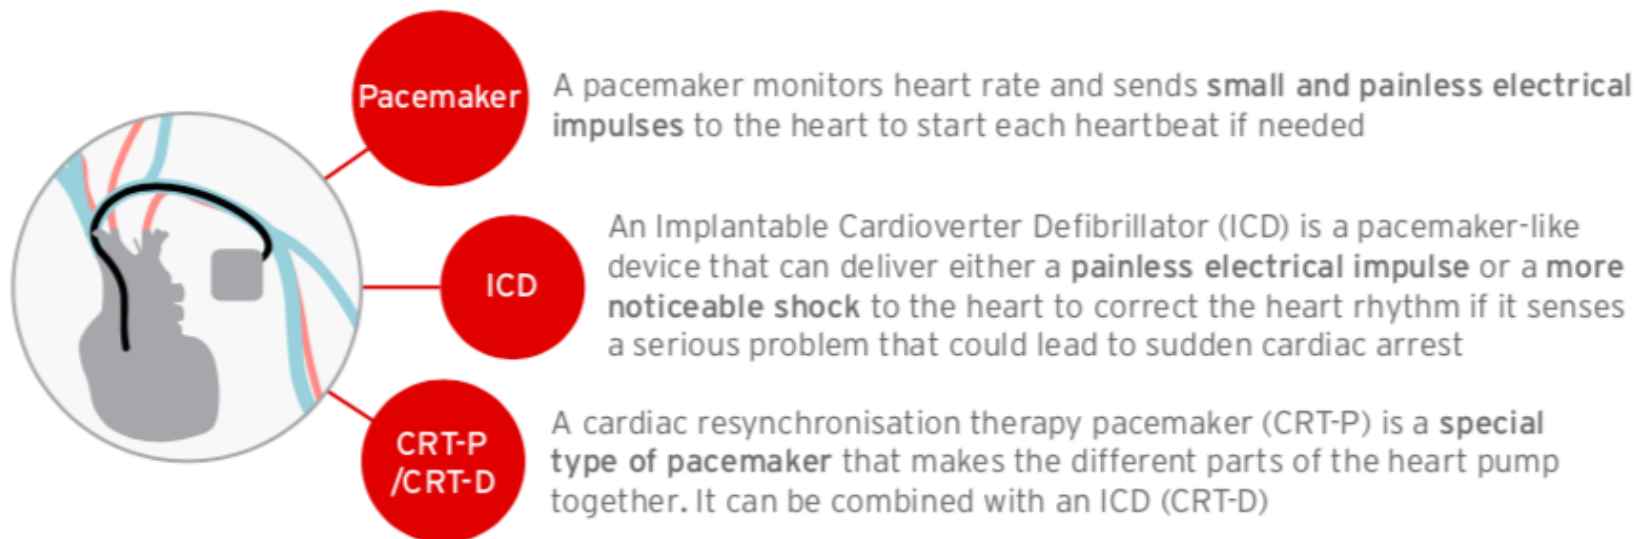 Pacemaker
A pacemaker monitors heart rate and sends small and painless electrical
impulses to the heart to start each heartbeat if needed
ICD
An Implantable Cardioverter Defibrillator (ICD) is a pacemaker-like
device that can deliver either a painless electrical impulse or a more
noticeable shock to the heart to correct the heart rhythm if it senses
a serious problem that could lead to sudden cardiac arrest
CRT-P
/CRT-D
A cardiac resynchronisation therapy pacemaker (CRT-P) is a special
type of pacemaker that makes the different parts of the heart pump
together. It can be combined with an ICD (CRT-D)